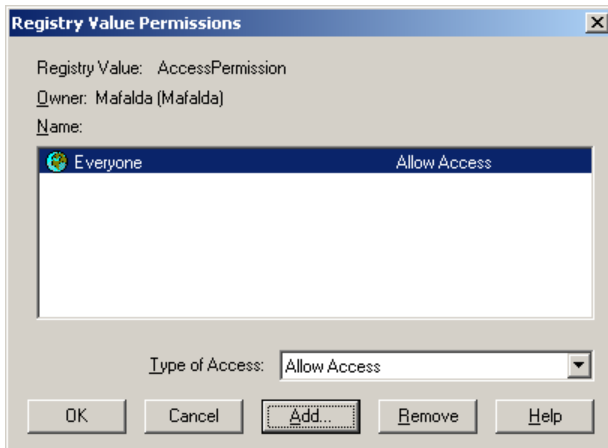 Registry Value Permissions
Registry Value: AccessPermission
Owner: Mafalda (Mafalda)
Name:
Everyone Allow Access
Type of Access: Allow Access
OK Cancel Add... Remove Help